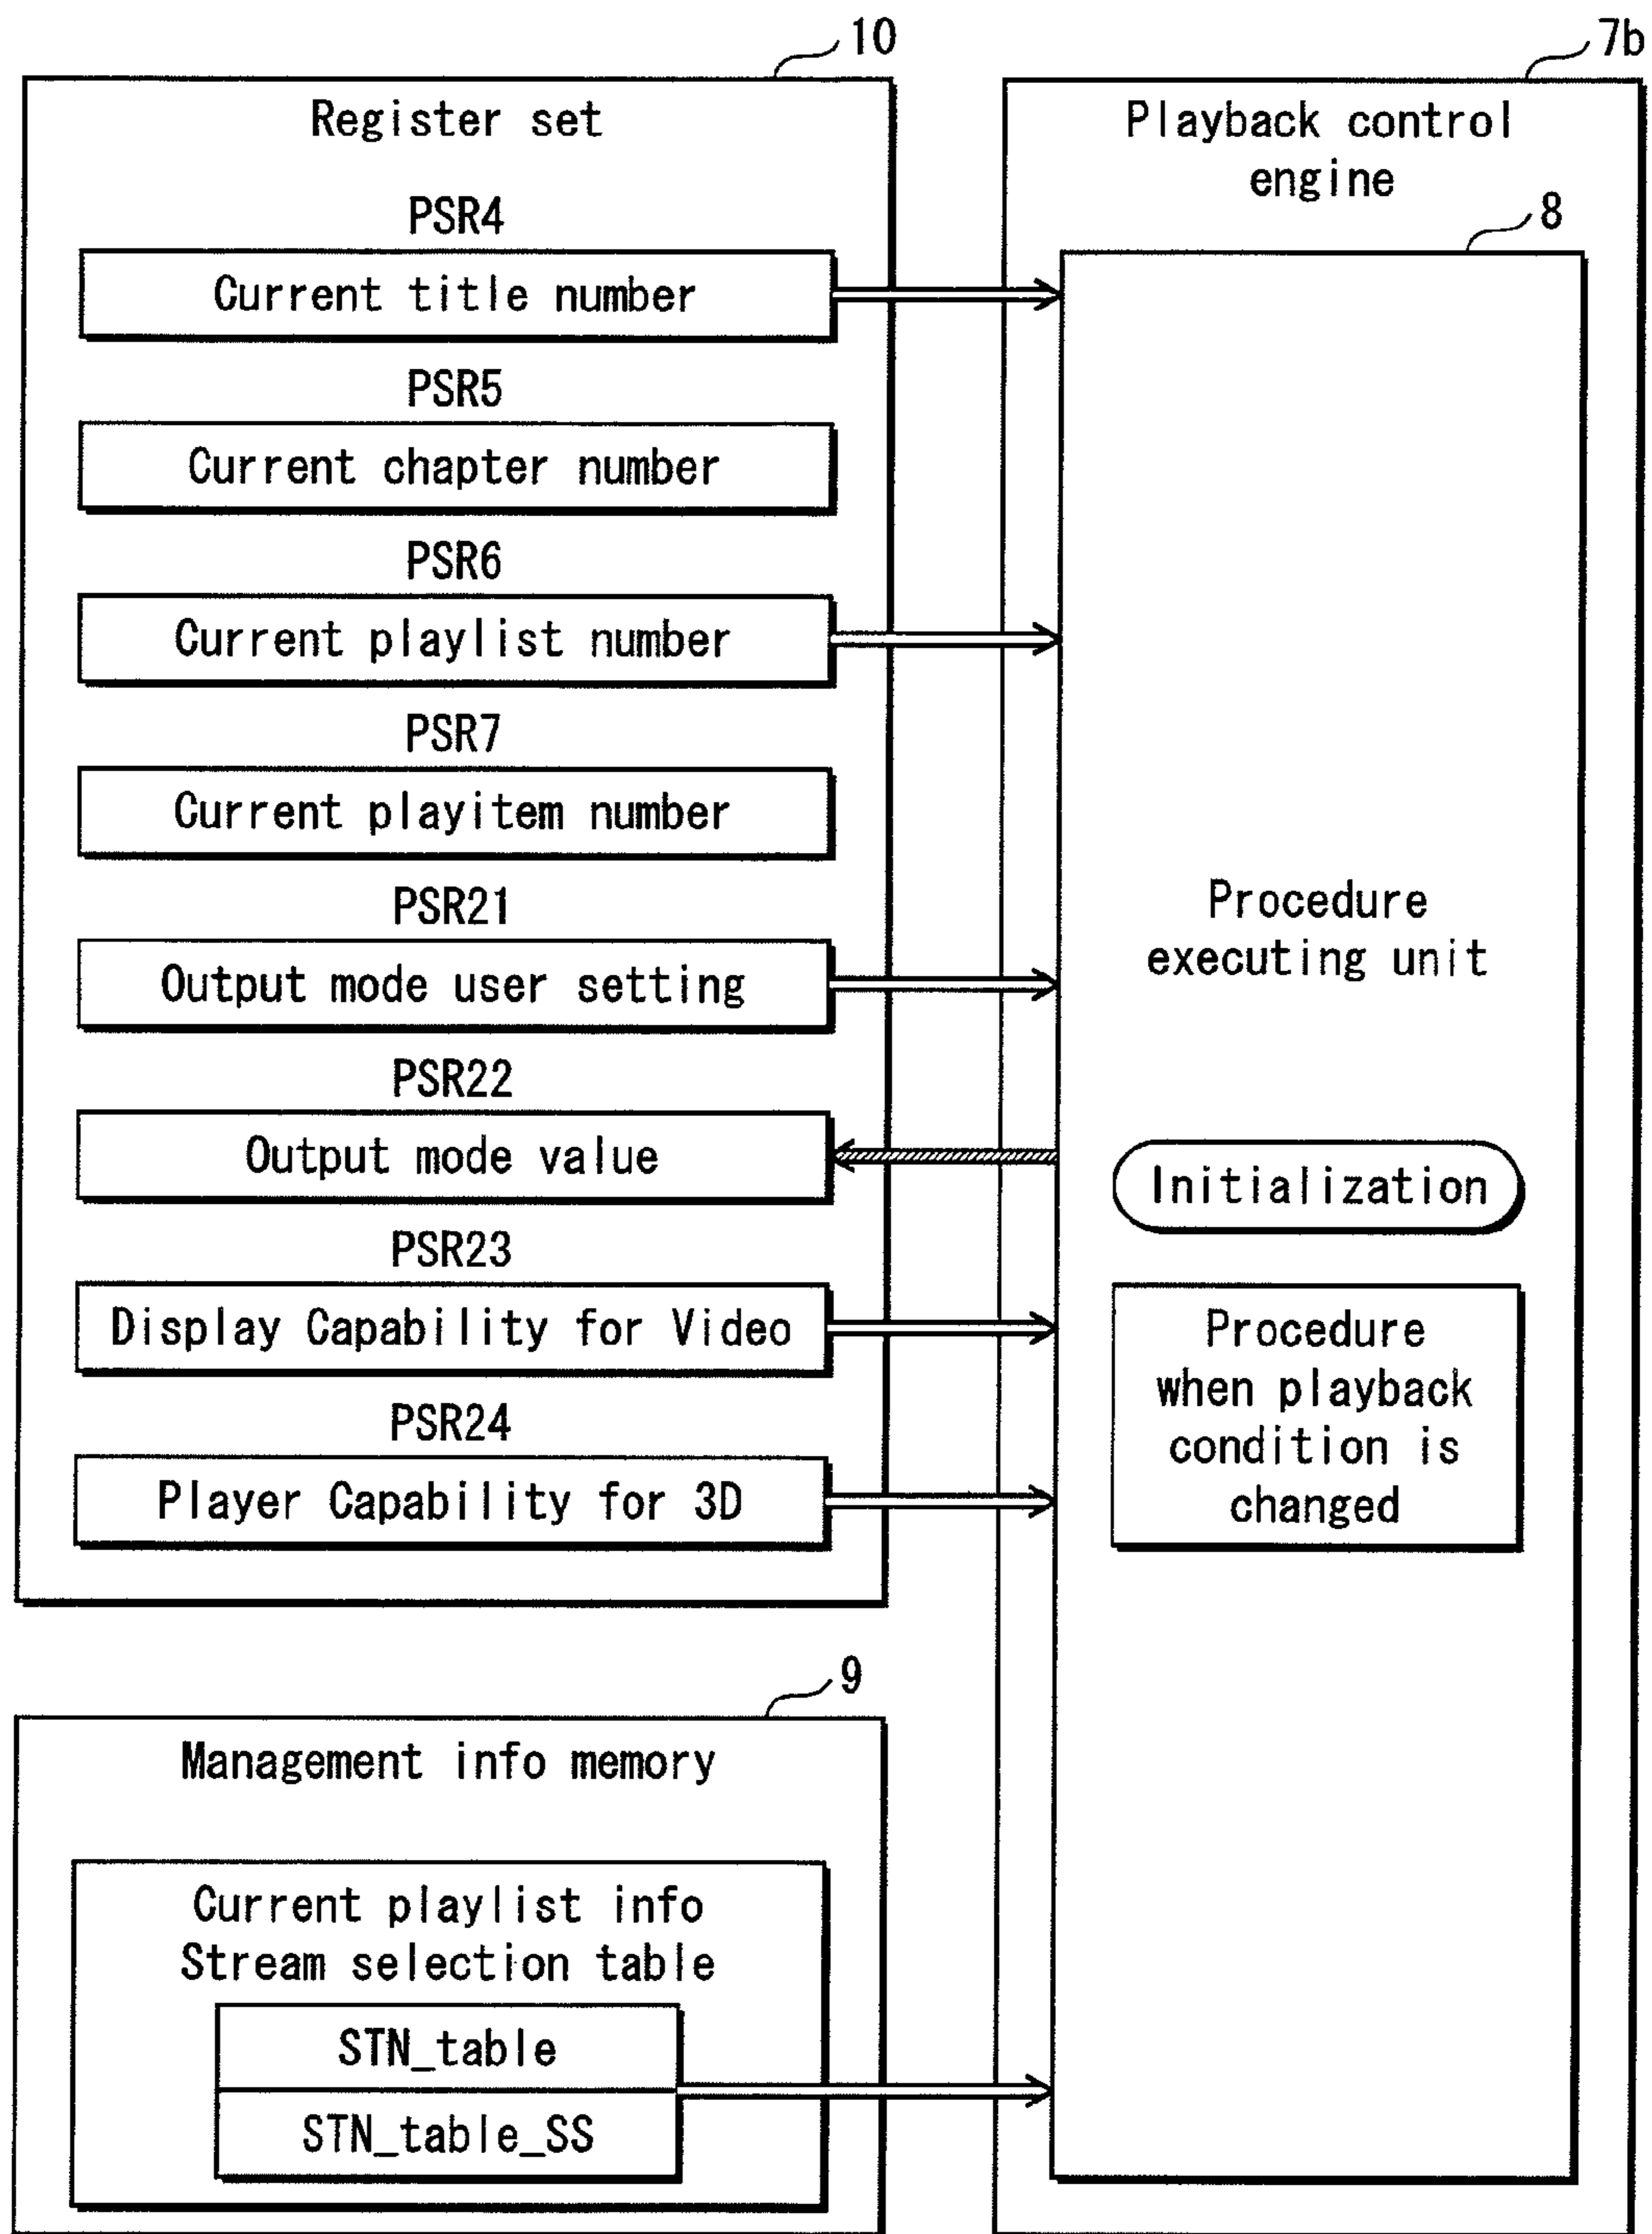 10
Register set
PSR4
Current title number
PSR5
Current chapter number
PSR6
Current playlist number
PSR7
Current playitem number
PSR21
Output mode user setting
PSR22
Output mode value
PSR23
Display Capability for Video
PSR24
Player Capability for 3D
7b
Playback control
engine
8
Procedure
executing unit
Initialization
Procedure
when playback
condition is
changed
9
Management info memory
Current playlist info
Stream selection table
STN_table
STN_table_SS